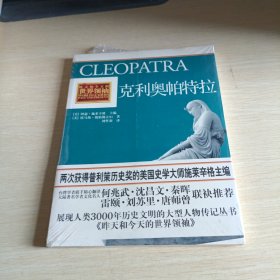 CLEOPATRA
世界领袖
克利奥帕特拉
两次获得普利策历史奖的美国史学大师施莱辛格主编
何兆武·沈昌文·秦晖
雷颐·刘苏里·唐师曾
联袂推荐
展现人类3000年历史文明的大型人物传记丛书
《昨天和今天的世界领袖》